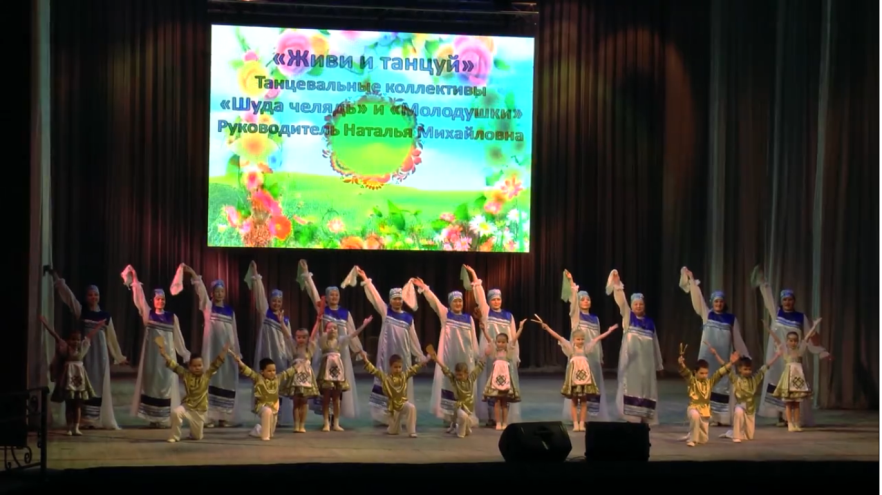 «Живи и танцуй»
Танцевальные коллективы
«Шуда челядь» и «Молодушки»
Руководитель Наталья Михайловна